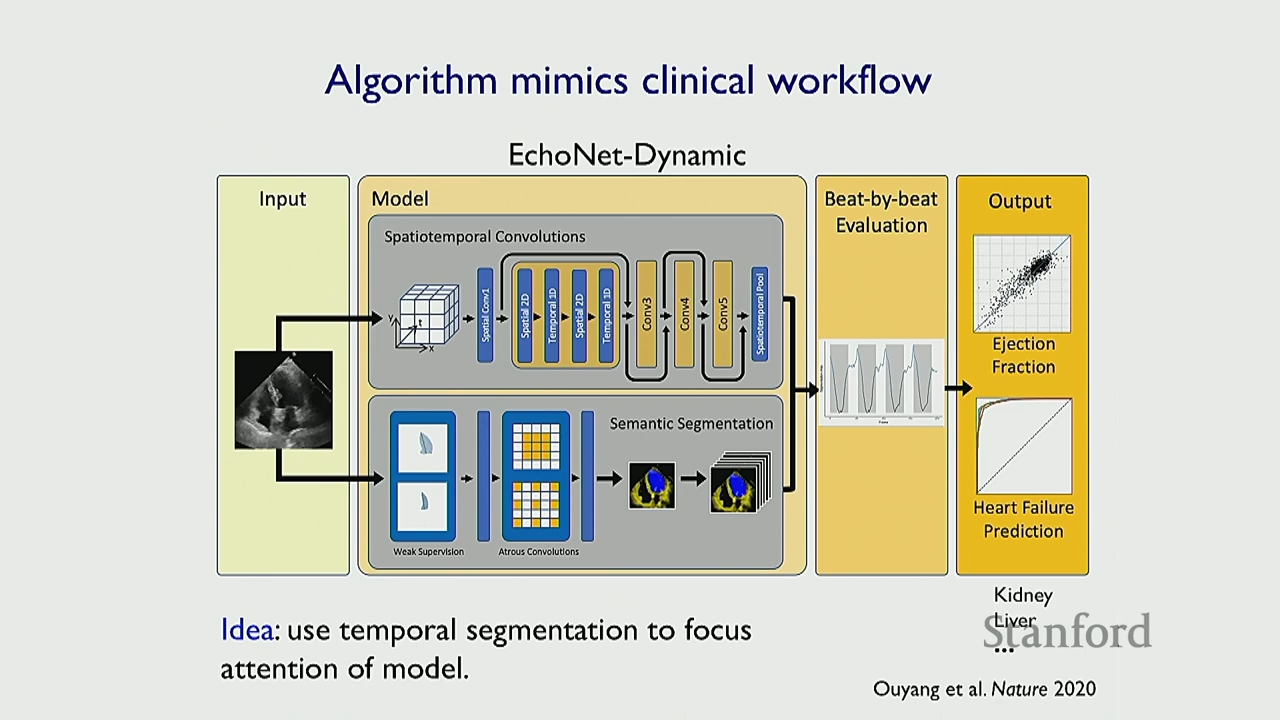 Algorithm mimics clinical workflow
EchoNet-Dynamic
Input
Model
Spatiotemporal Convolutions
y
t
x
Spatial Conv1
Spatial 2D
Temporal 1D
Spatial 2D
Temporal 1D
Conv3
Conv4
Conv5
Spatiotemporal Pool
Semantic Segmentation
Weak Supervision
Atrous Convolutions
Beat-by-beat
Evaluation
Output
Ejection
Fraction
Heart Failure
Prediction
Kidney
Liver
...
Stanford
Idea: use temporal segmentation to focus
attention of model.
Ouyang et al. Nature 2020